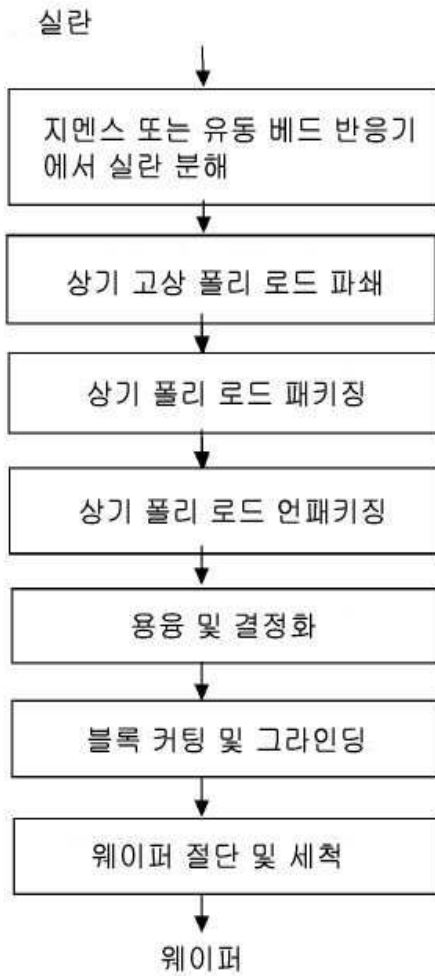 실란
지멘스 또는 유동 베드 반응기
에서 실란 분해
상기 고상 폴리 로드 파쇄
상기 폴리 로드 패키징
상기 폴리 로드 언패키징
용융 및 결정화
블록 커팅 및 그라인딩
웨이퍼 절단 및 세척
웨이퍼